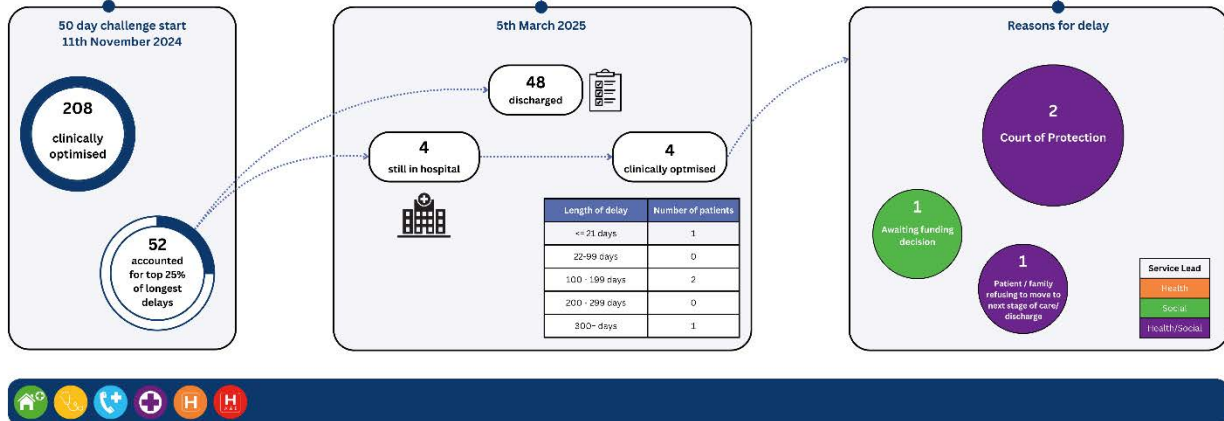 50 day challenge start
11th November 2024
208
clinically
optimised
52
accounted
for top 25%
of longest
delays
5th March 2025
48
discharged
4
still in hospital
4
clinically optmised
Length of delay Number of patients
<= 21 days 1
22-99 days 0
100 - 199 days 2
200 - 299 days 0
300+ days 1
Reasons for delay
2
Court of Protection
1
Awaiting funding
decision
1
Patient / family
refusing to move to
next stage of care/
discharge
Service Lead
Health
Social
Health/Social
H
H